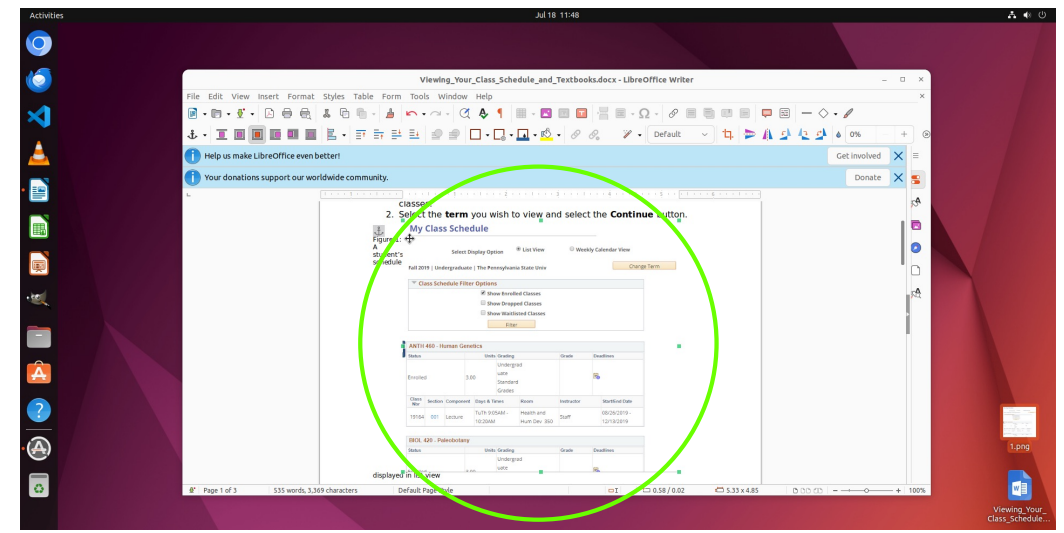 Activities
Jul 18 11:48
Viewing_Your_Class_Schedule_and_Textbooks.docx - LibreOffice Writer
File Edit View Insert Format Styles Table Form Tools Window Help
Default
0%
Help us make LibreOffice even better!
Get involved
Your donations support our worldwide community.
Donate
classes.
2. Select the term you wish to view and select the Continue button.
My Class Schedule
Figure 1:
A
student's
schedule
Select Display Option List View Weekly Calendar View
Fall 2019 | Undergraduate | The Pennsylvania State Univ
Change Term
Class Schedule Filter Options
Show Enrolled Classes
Show Dropped Classes
Show Waitlisted Classes
Filter
ANTH 460 - Human Genetics
Status Units Grading Grade Deadlines
Enrolled 3.00 Undergrad
uate
Standard
Grades
Class Nbr Section Component Days & Times Room Instructor Start/End Date
19104 001 Lecture TuTh 9:05AM - 10:20AM Health and Hum Dev 360 Staff 08/26/2019 - 12/13/2019
BIOL 420 - Paleobotany
Status Units Grading Grade Deadlines
Undergrad
uate
displayed in list view
Page 1 of 3 535 words, 3,369 characters Default Page Style 0.58 / 0.02 5.33 x 4.85 100%
1.png
Viewing_Your_
Class_Schedule...